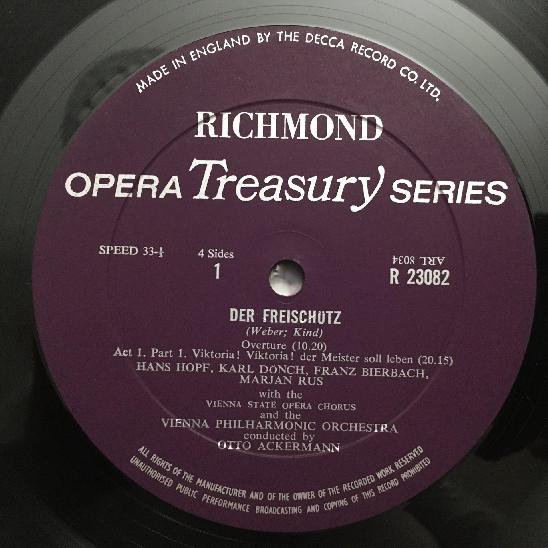 MADE IN ENGLAND BY THE DECCA RECORD CO. LTD.
RICHMOND
OPERA Treasury SERIES
SPEED 33-⅓
4 Sides
1
ARL 8034
R 23082
DER FREISCHUTZ
(Weber; Kind)
Overture (10.20)
Act 1. Part 1. Viktoria! Viktoria! der Meister soll leben (20.15)
HANS HOPF, KARL DONCH, FRANZ BIERBACH,
MARJAN RUS
with the
VIENNA STATE OPERA CHORUS
and the
VIENNA PHILHARMONIC ORCHESTRA
conducted by
OTTO ACKERMANN
ALL RIGHTS OF THE MANUFACTURER AND OF THE OWNER OF THE RECORDED WORK RESERVED
UNAUTHORISED PUBLIC PERFORMANCE BROADCASTING AND COPYING OF THIS RECORD PROHIBITED